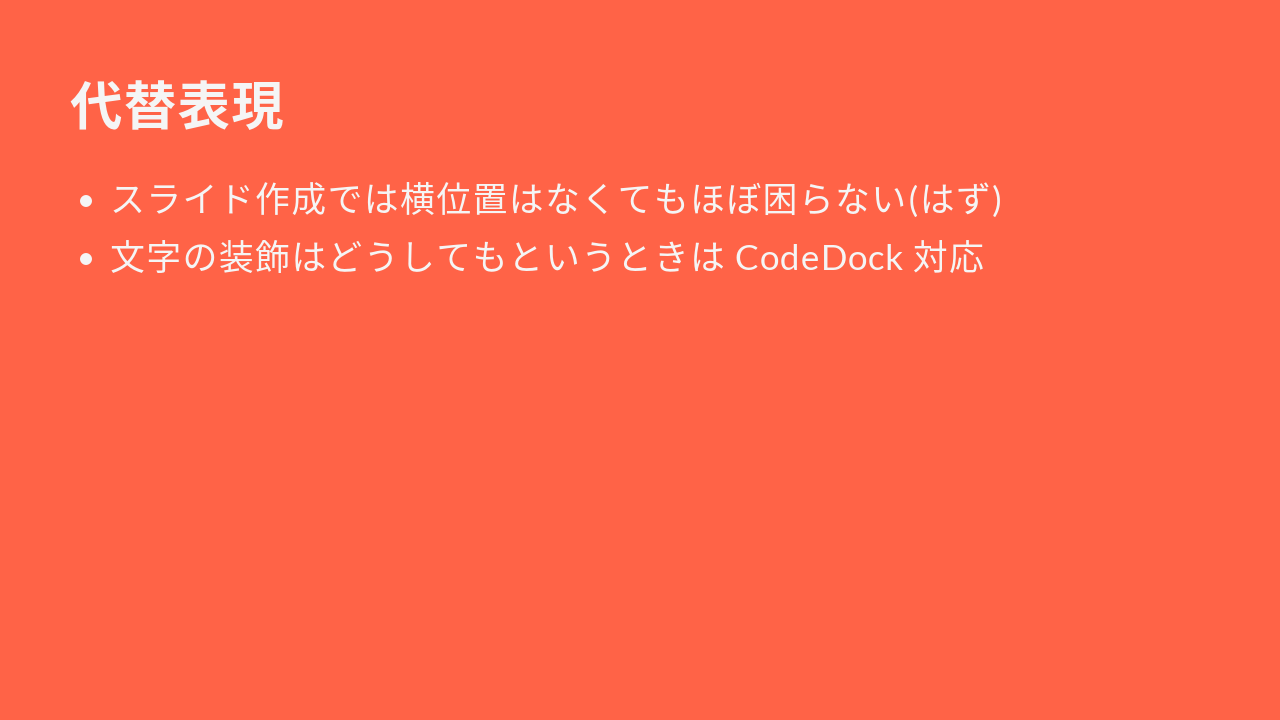 代替表現
スライド作成では横位置はなくてもほぼ困らない(はず)
文字の装飾はどうしてもというときは CodeDock 対応